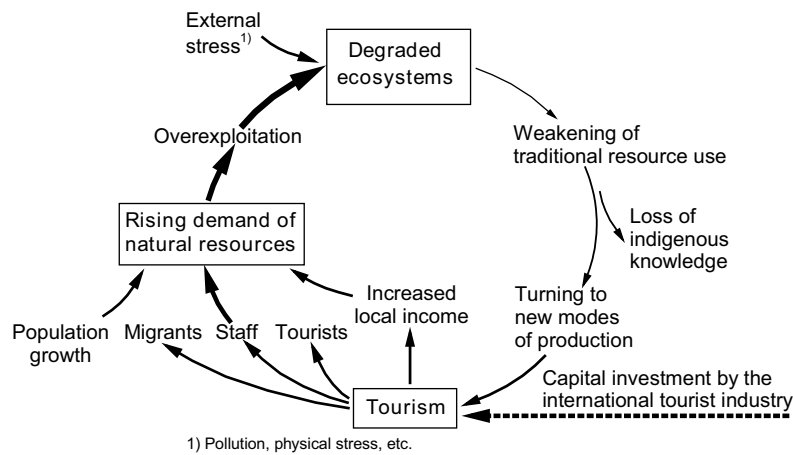 External
stress1)
Degraded
ecosystems
Overexploitation
Weakening of
traditional resource use
Rising demand of
natural resources
Loss of
indigenous
knowledge
Increased
local income
Turning to
new modes
of production
Population
growth
Migrants
Staff
Tourists
Capital investment by the
international tourist industry
Tourism
1) Pollution, physical stress, etc.